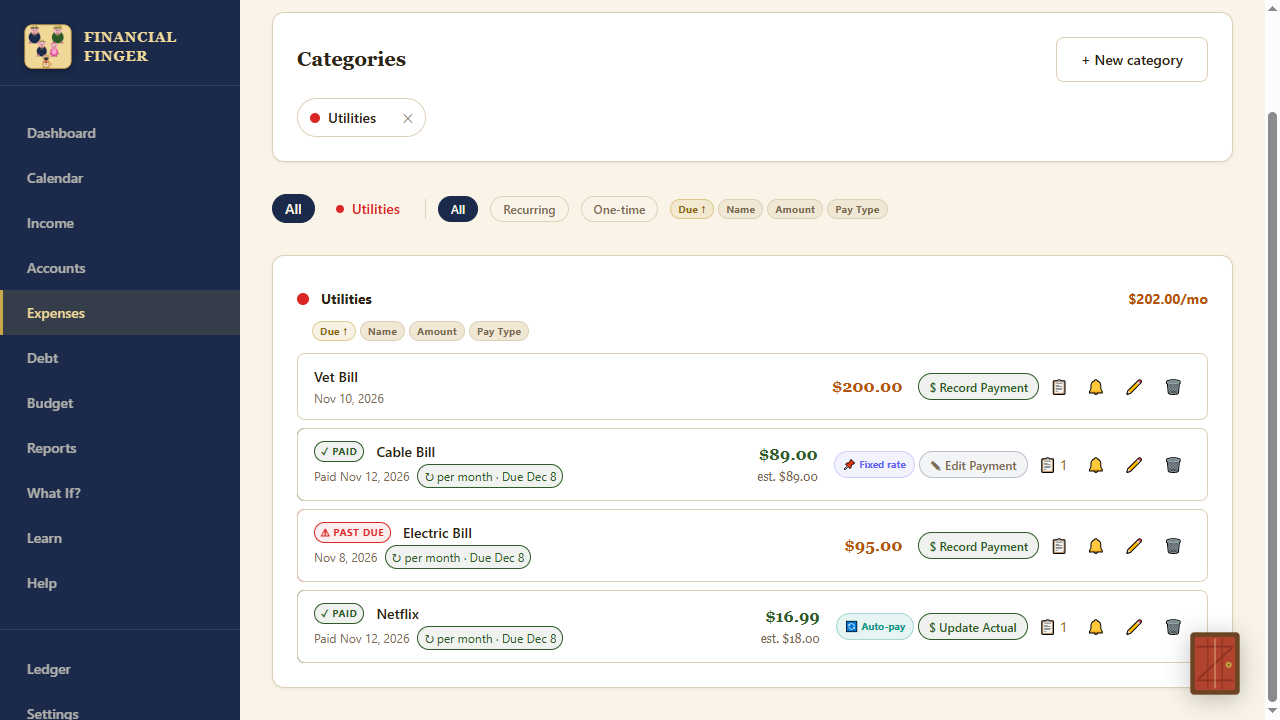 FINANCIAL
FINGER
Dashboard
Calendar
Income
Accounts
Expenses
Debt
Budget
Reports
What If?
Learn
Help
Ledger
Settings
Categories
+ New category
Utilities ×
All Utilities All Recurring One-time Due ↑ Name Amount Pay Type
Utilities $202.00/mo
Due ↑ Name Amount Pay Type
Vet Bill
Nov 10, 2026
$200.00 $ Record Payment
✓ PAID Cable Bill
Paid Nov 12, 2026 ↻ per month · Due Dec 8
$89.00
est. $89.00
📌 Fixed rate ✎ Edit Payment 1
⚠ PAST DUE Electric Bill
Nov 8, 2026 ↻ per month · Due Dec 8
$95.00 $ Record Payment
✓ PAID Netflix
Paid Nov 12, 2026 ↻ per month · Due Dec 8
$16.99
est. $18.00
Auto-pay $ Update Actual 1